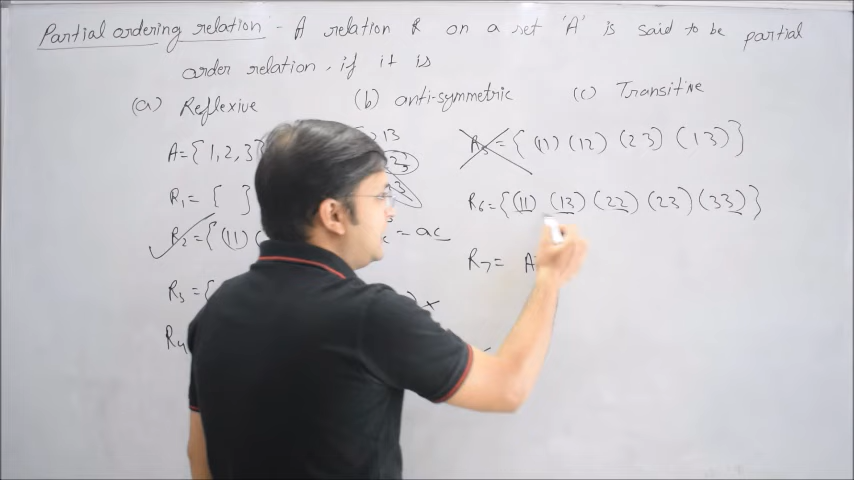 Partial ordering relation - A relation R on a set 'A' is said to be partial
order relation, if it is
(a) Reflexive (b) anti-symmetric (c) Transitive
A={1,2,3}
R1={ }
R2={(11)
= ac
R3={
R4
R5={(11)(12)(23)(13)}
R6={(11)(13)(22)(23)(33)}
R7= A